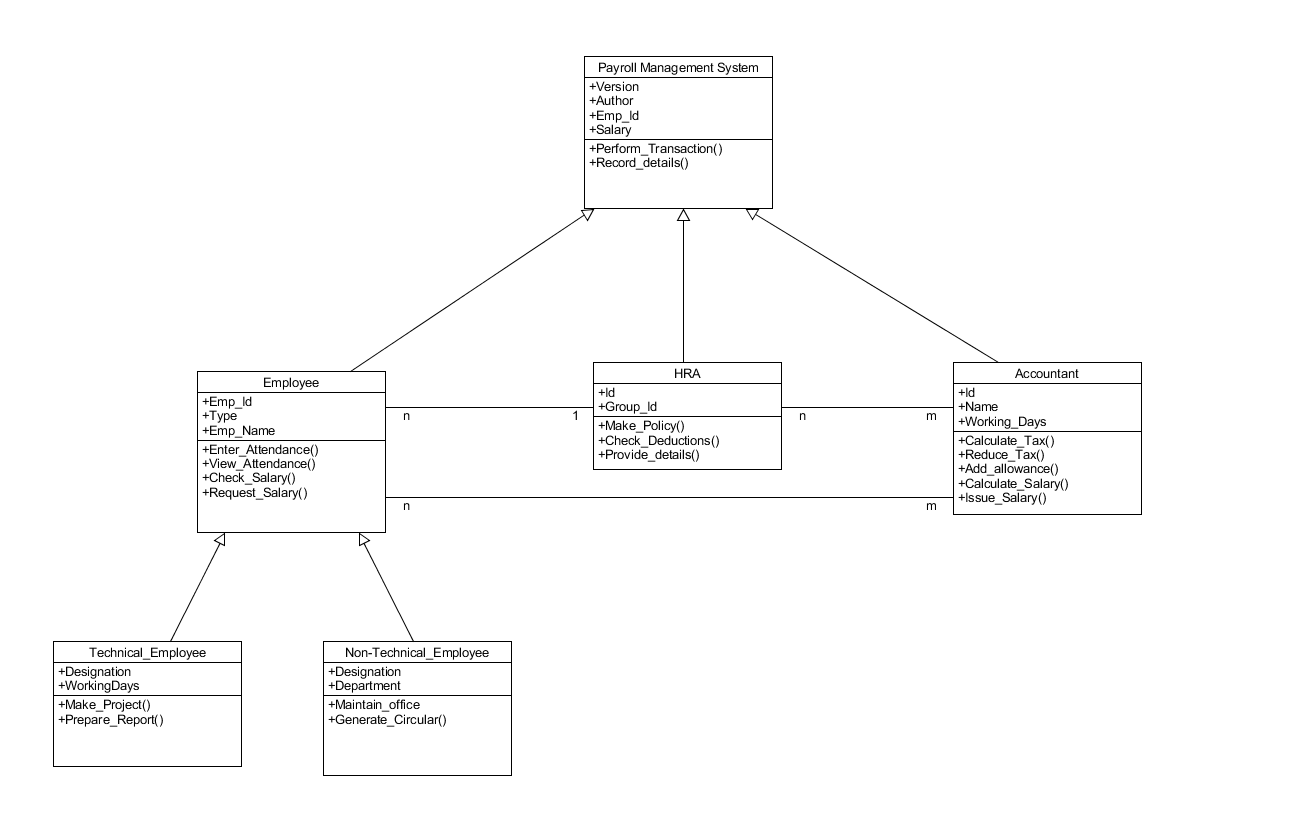 Payroll Management System
+Version
+Author
+Emp_Id
+Salary
+Perform_Transaction()
+Record_details()
Employee
+Emp_Id
+Type
+Emp_Name
+Enter_Attendance()
+View_Attendance()
+Check_Salary()
+Request_Salary()
n
1
HRA
+Id
+Group_Id
+Make_Policy()
+Check_Deductions()
+Provide_details()
n
m
Accountant
+Id
+Name
+Working_Days
+Calculate_Tax()
+Reduce_Tax()
+Add_allowance()
+Calculate_Salary()
+Issue_Salary()
n
m
Technical_Employee
+Designation
+WorkingDays
+Make_Project()
+Prepare_Report()
Non-Technical_Employee
+Designation
+Department
+Maintain_office
+Generate_Circular()